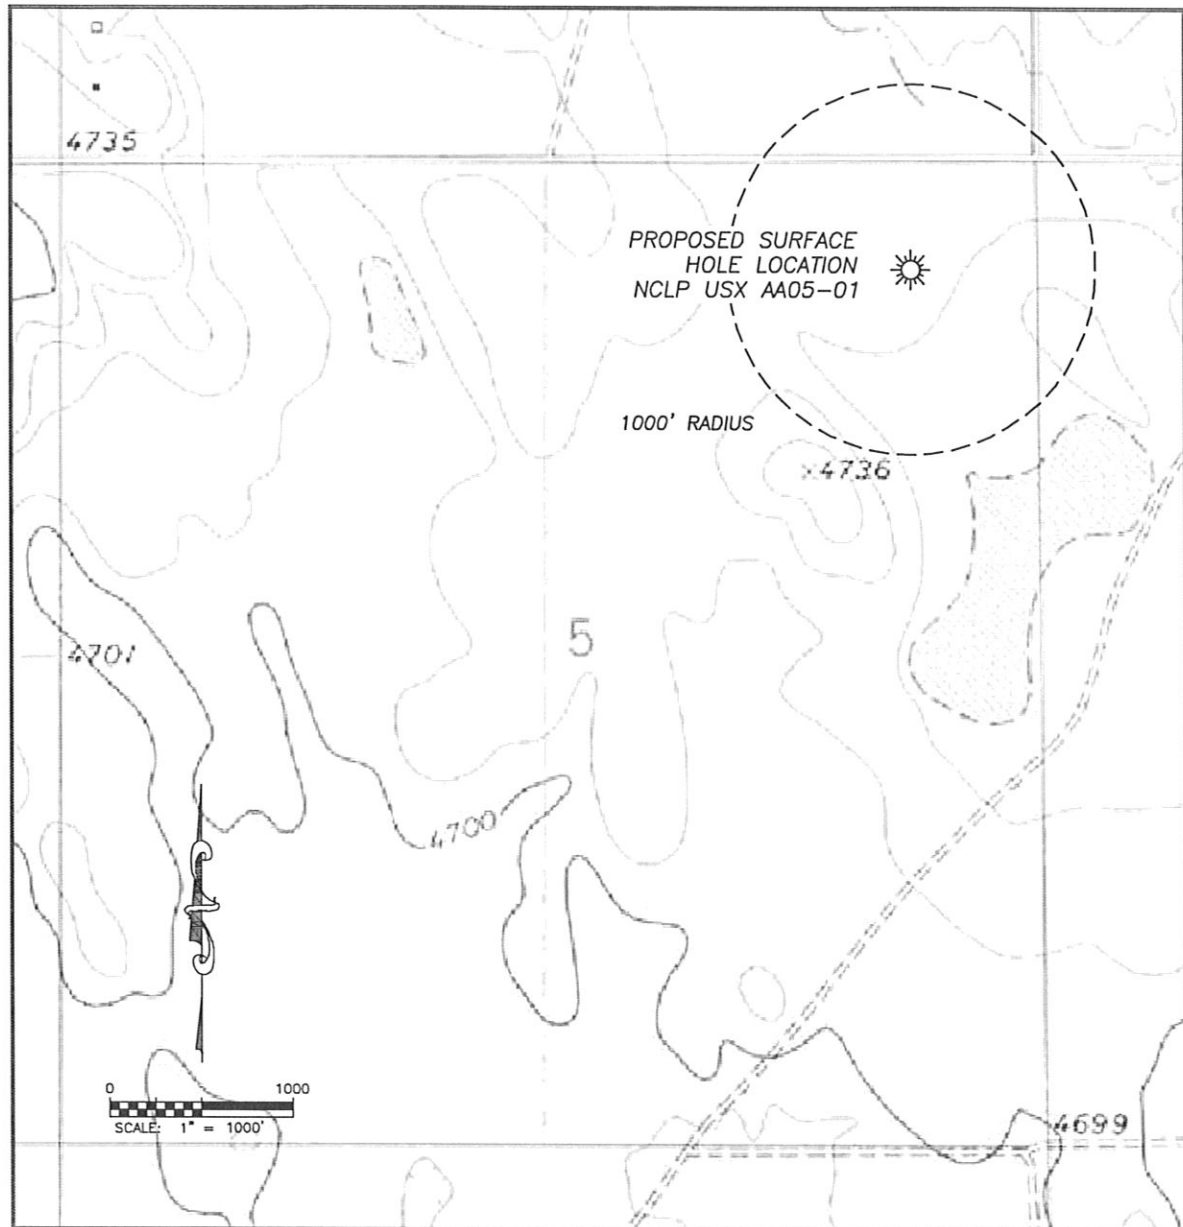 4735
PROPOSED SURFACE
HOLE LOCATION
NCLP USX AA05-01
1000' RADIUS
×4736
5
4701
4700
0 1000
SCALE: 1" = 1000'
4699